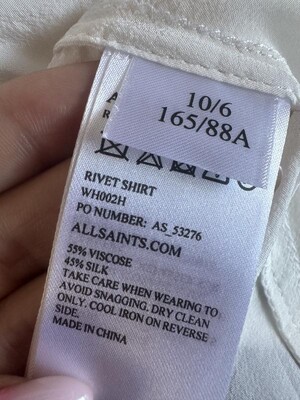 10/6
165/88A
RIVET SHIRT
WH002H
PO NUMBER: AS_53276
ALLSAINTS.COM
55% VISCOSE
45% SILK
TAKE CARE WHEN WEARING TO
AVOID SNAGGING. DRY CLEAN
ONLY. COOL IRON ON REVERSE
SIDE.
MADE IN CHINA